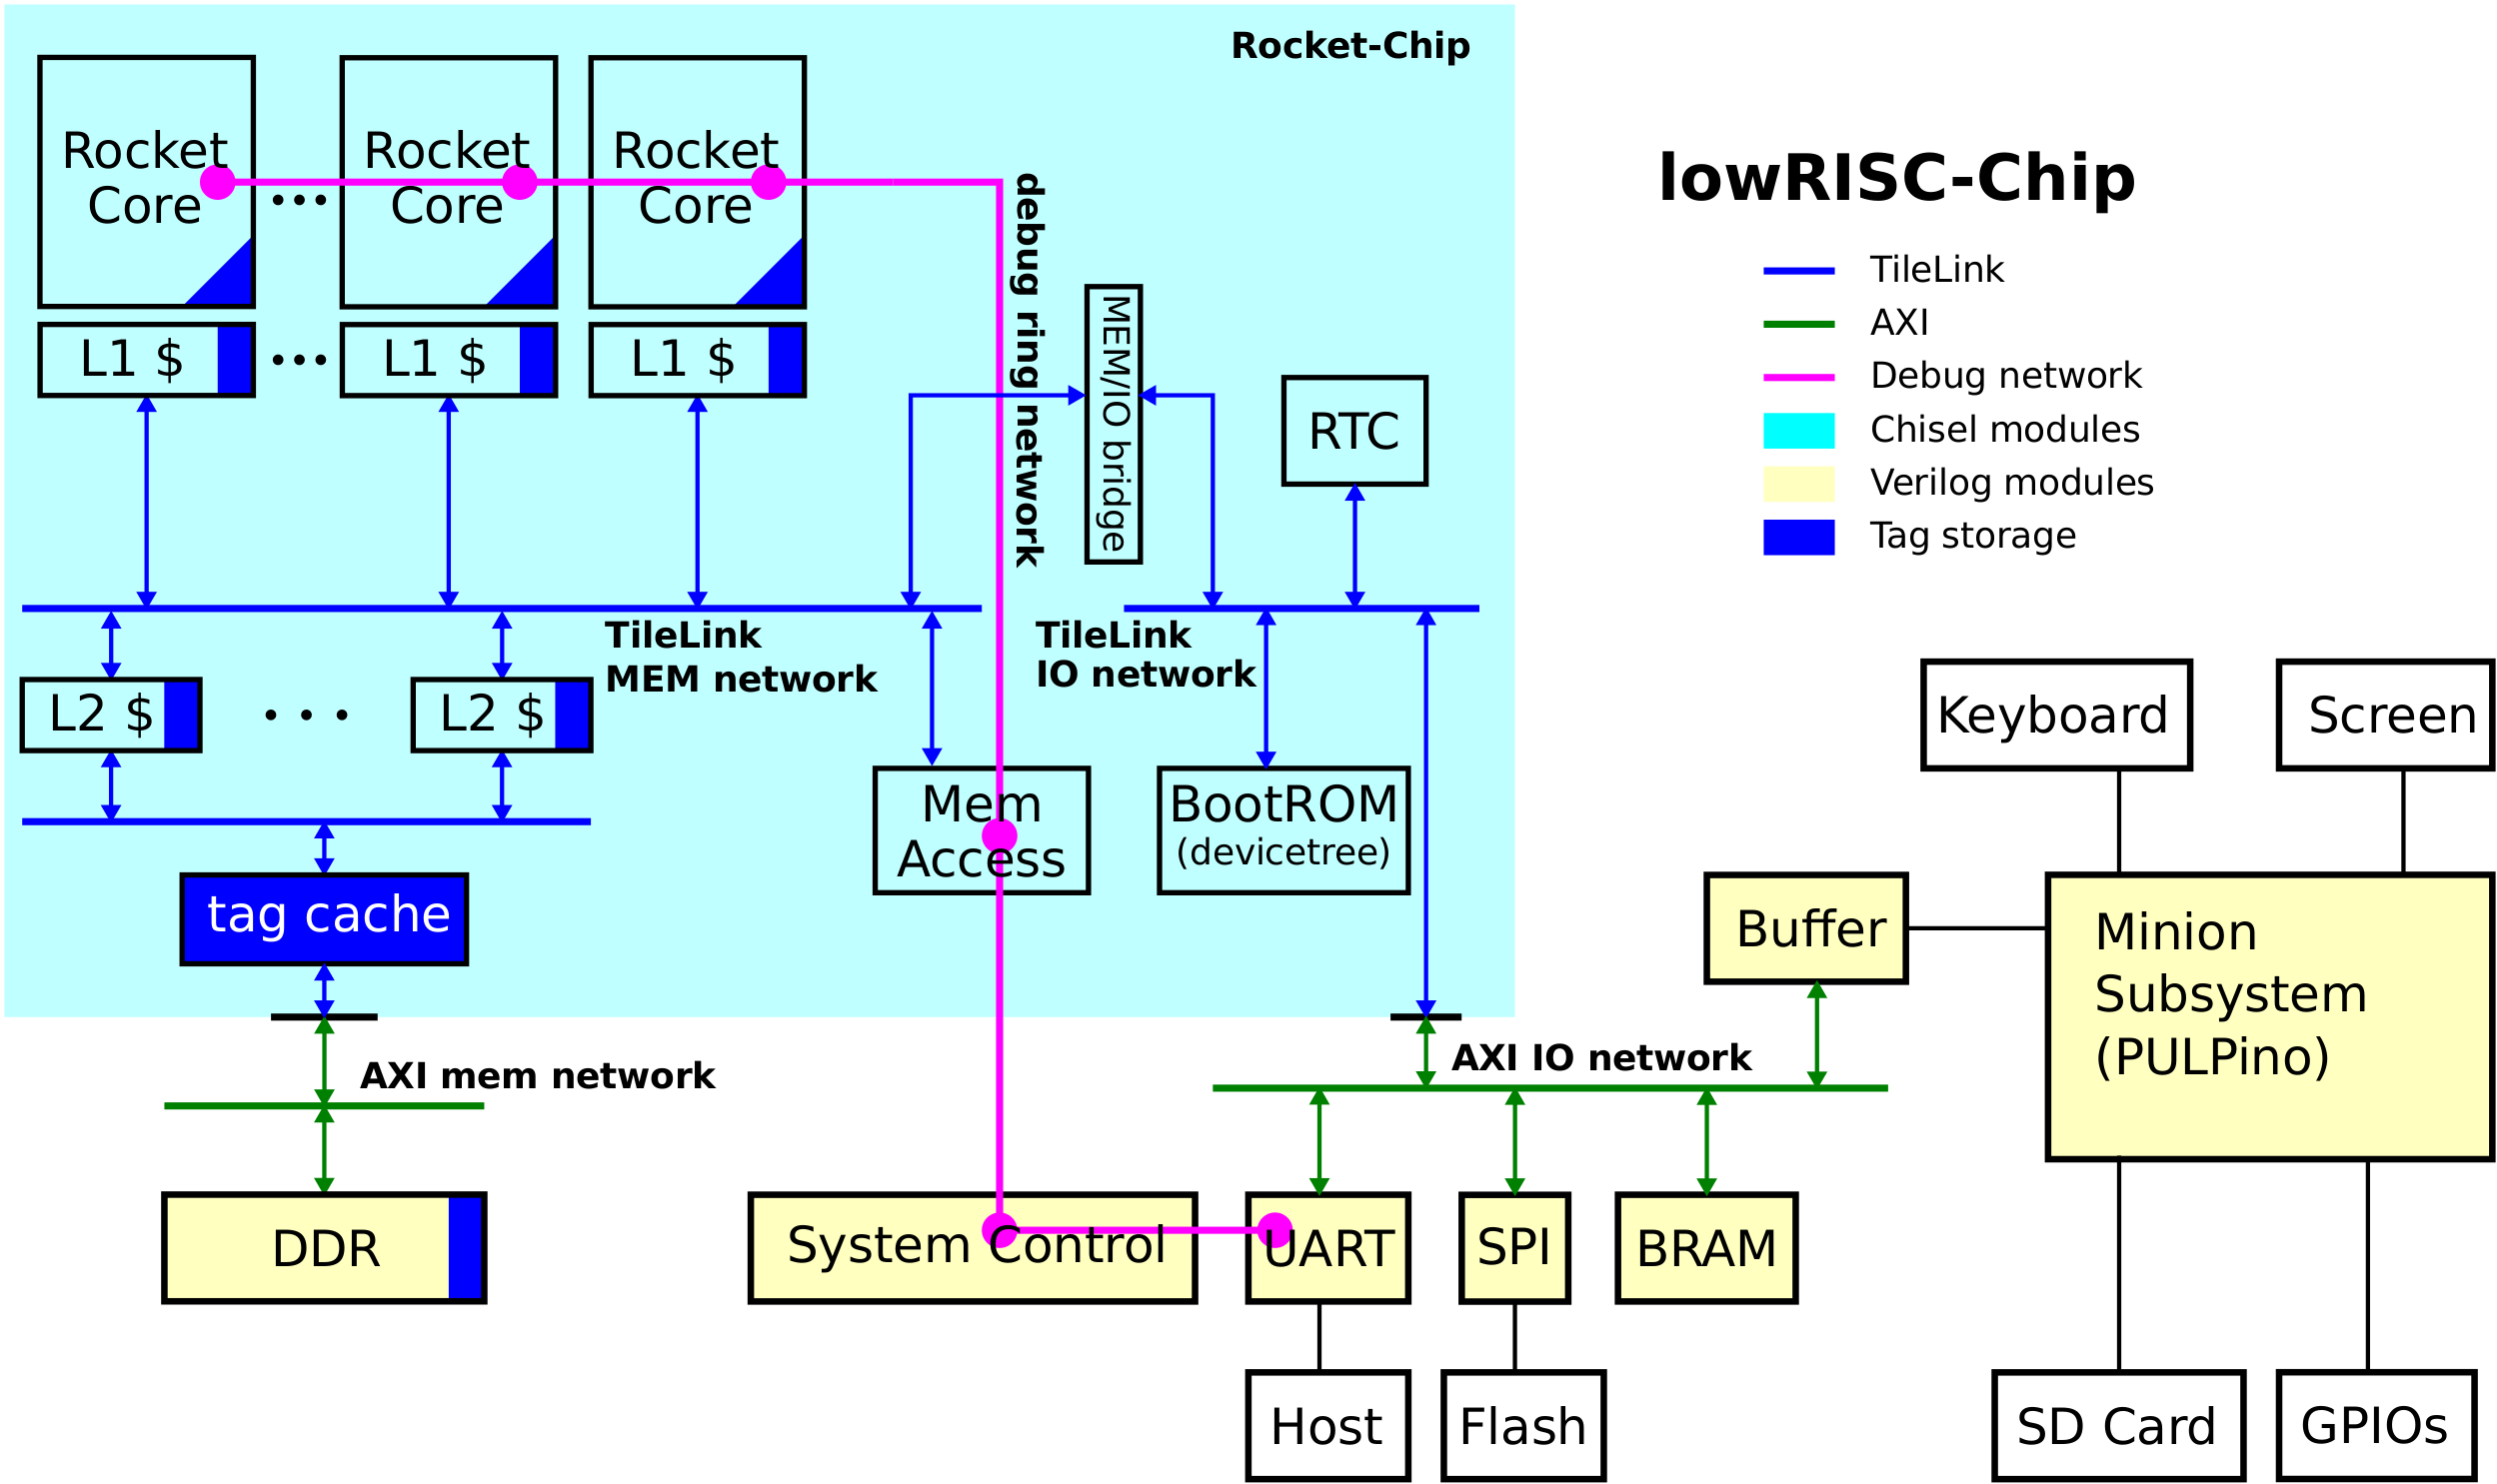 Rocket-Chip
Rocket
Core
Rocket
Core
Rocket
Core
...
L1 $
...
L1 $
L1 $
debug ring network
MEM/IO bridge
RTC
lowRISC-Chip
TileLink
AXI
Debug network
Chisel modules
Verilog modules
Tag storage
TileLink
MEM network
TileLink
IO network
L2 $
...
L2 $
Mem
Access
BootROM
(devicetree)
tag cache
Keyboard
Screen
Buffer
Minion
Subsystem
(PULPino)
AXI mem network
AXI IO network
DDR
System Control
UART
SPI
BRAM
Host
Flash
SD Card
GPIOs